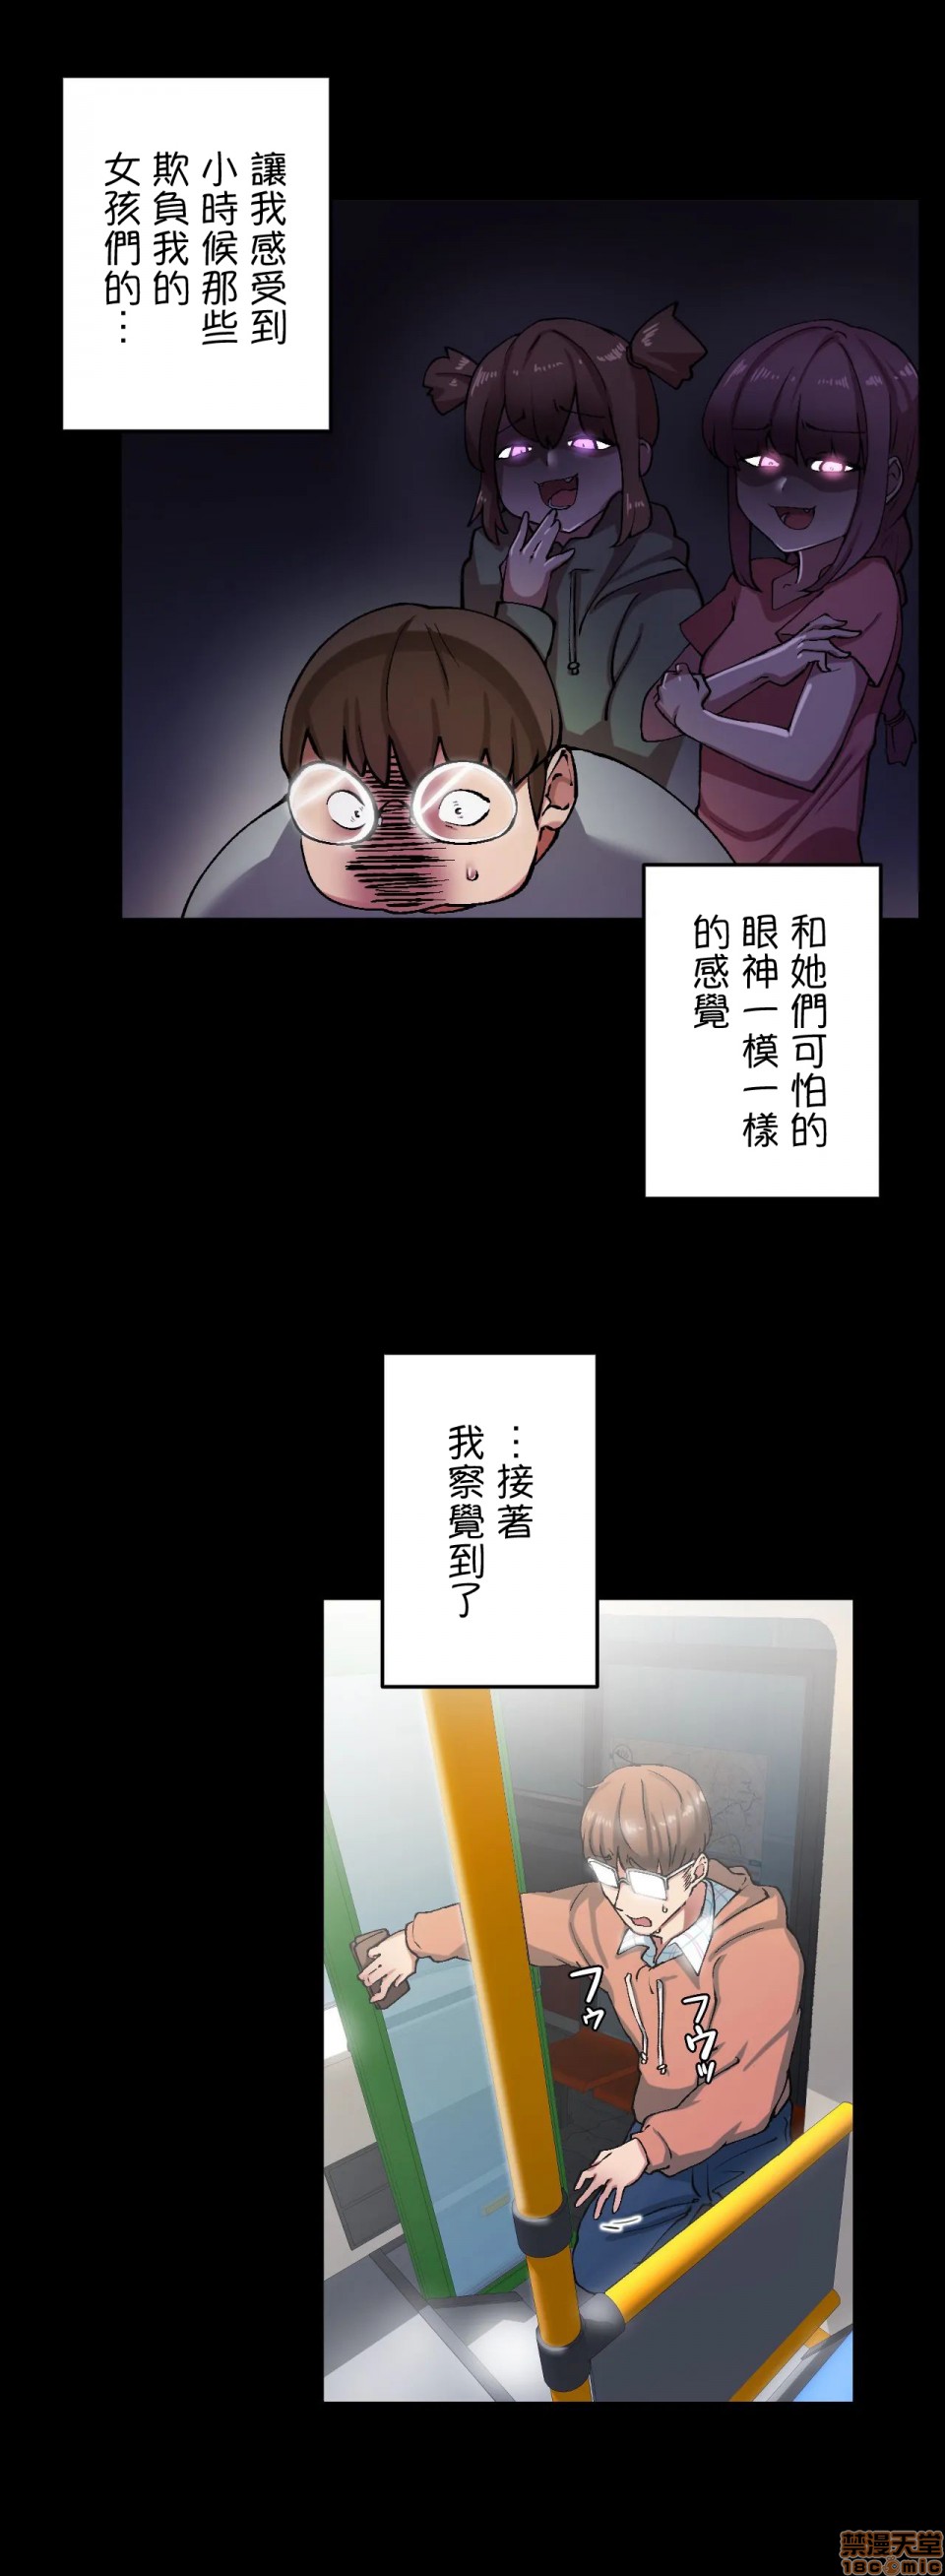 讓我感受到
小時候那些
欺負我的
女孩們的…
和她們可怕的
眼神一模一樣
的感覺
…接著
我察覺到了
フゥ
フウッ
禁漫天堂
18COMIC